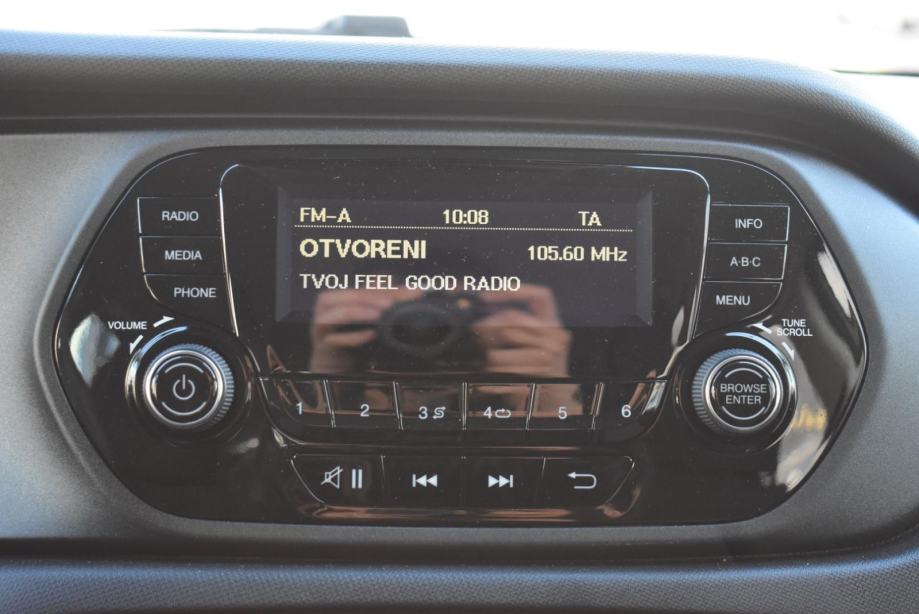 RADIO
MEDIA
PHONE
VOLUME
FM-A 10:08 TA
OTVORENI 105.60 MHz
TVOJ FEEL GOOD RADIO
INFO
A·B·C
MENU
TUNE
SCROLL
BROWSE
ENTER
1 2 3 4 5 6